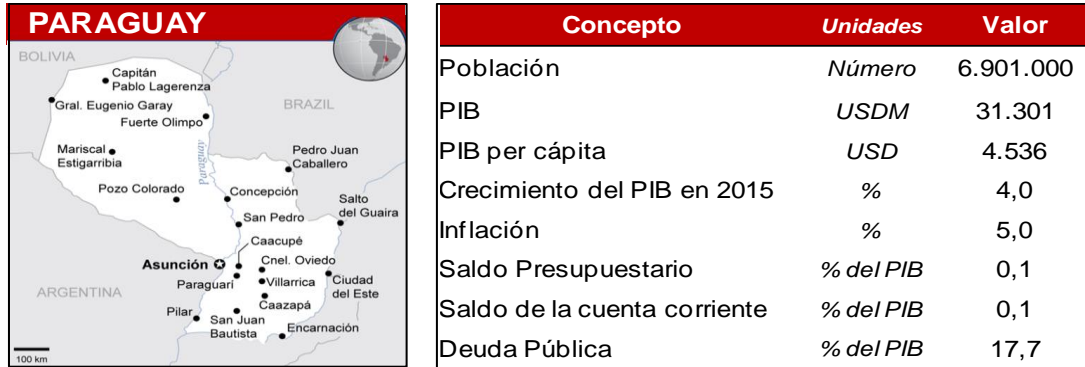 PARAGUAY
BOLIVIA
Capitán
Pablo Lagerenza
Gral. Eugenio Garay
BRAZIL
Fuerte Olimpo
Mariscal
Estigarribia
Paraguay
Pedro Juan
Caballero
Pozo Colorado
Concepción
Salto
del Guaira
San Pedro
Caacupé
Asunción
Cnel. Oviedo
Paraguarí
Villarrica
Ciudad
del Este
ARGENTINA
Caazapá
Pilar
San Juan
Bautista
Encarnación
100 km
Concepto Unidades Valor
Población Número 6.901.000
PIB USDM 31.301
PIB per cápita USD 4.536
Crecimiento del PIB en 2015 % 4,0
Inflación % 5,0
Saldo Presupuestario % del PIB 0,1
Saldo de la cuenta corriente % del PIB 0,1
Deuda Pública % del PIB 17,7